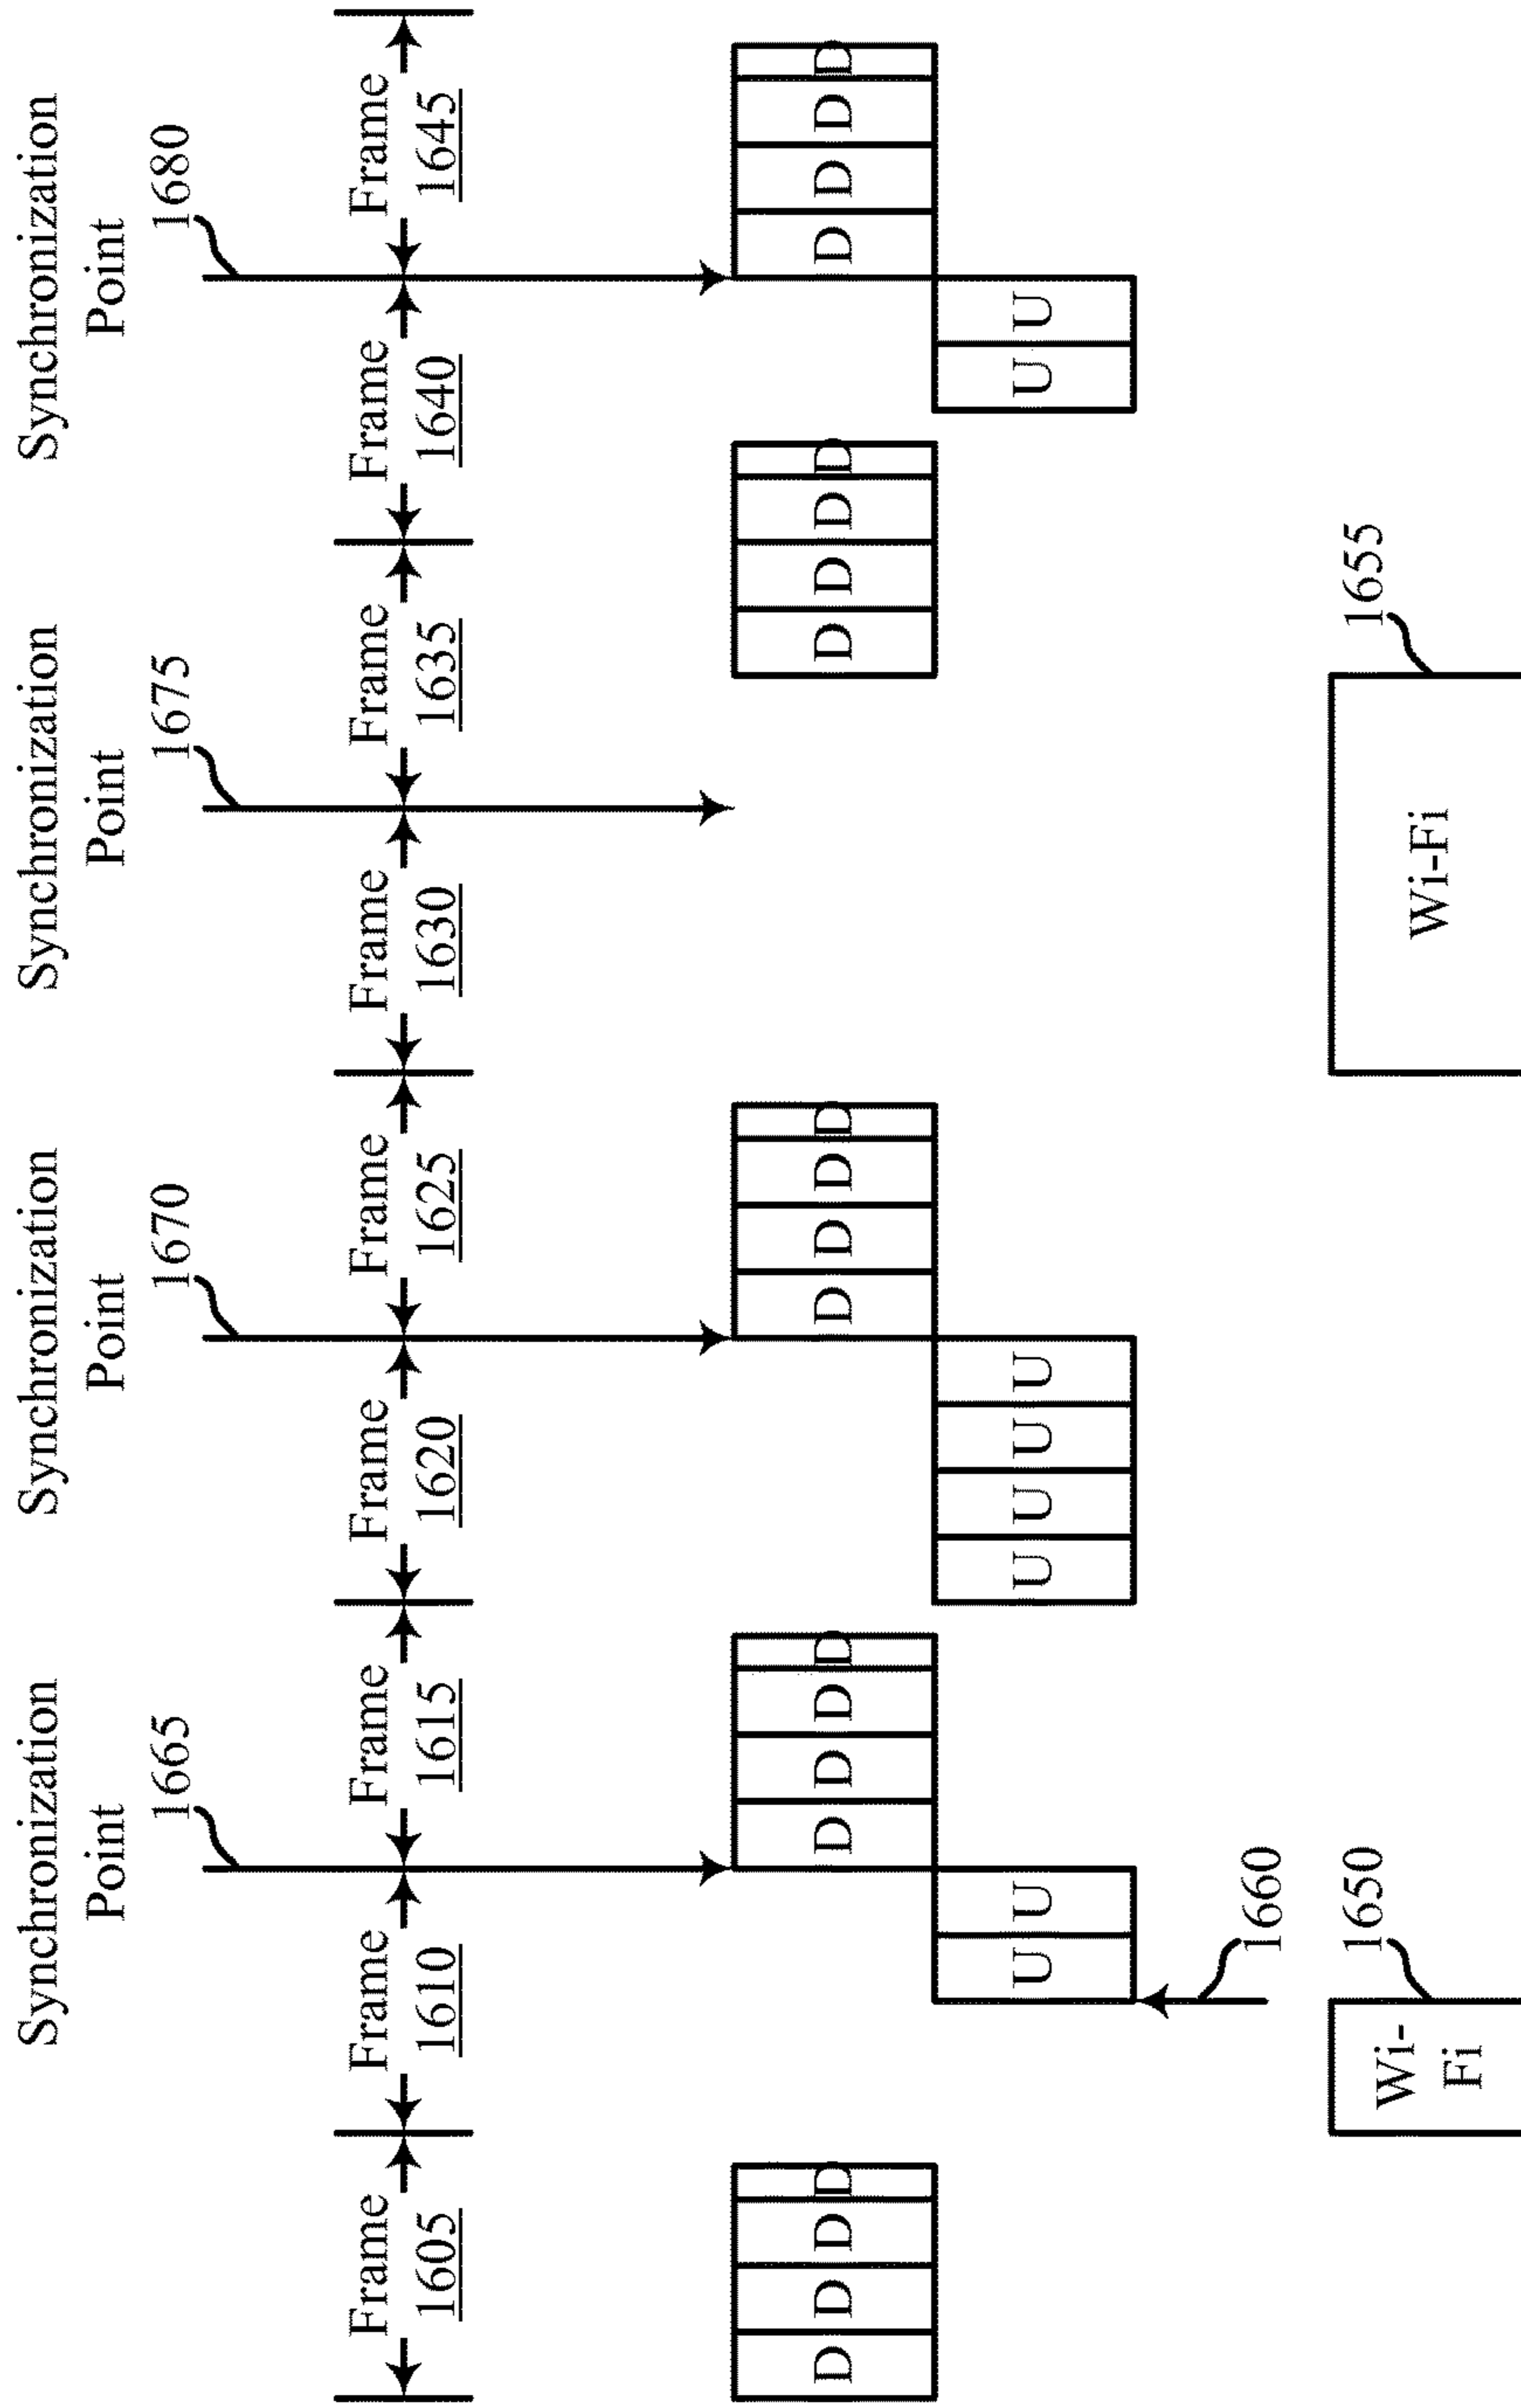 Synchronization
Point
1665
Synchronization
Point
1670
Synchronization
Point
1675
Synchronization
Point
1680
Frame
1605
Frame
1610
Frame
1615
Frame
1620
Frame
1625
Frame
1630
Frame
1635
Frame
1640
Frame
1645
D D D D
D D D D
D D D D
D D D D
D D D D
U U
U U U U
U U
1660
1650
1655
Wi-
Fi
Wi-Fi